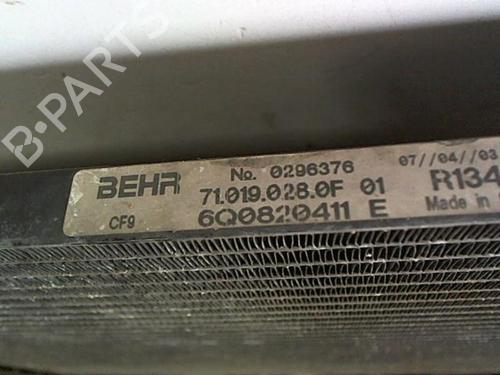 B-PARTS
BEHR
CF9
No. 0296376
71.019.028.0F 01
6Q0820411 E
07//04//03
R134
Made in